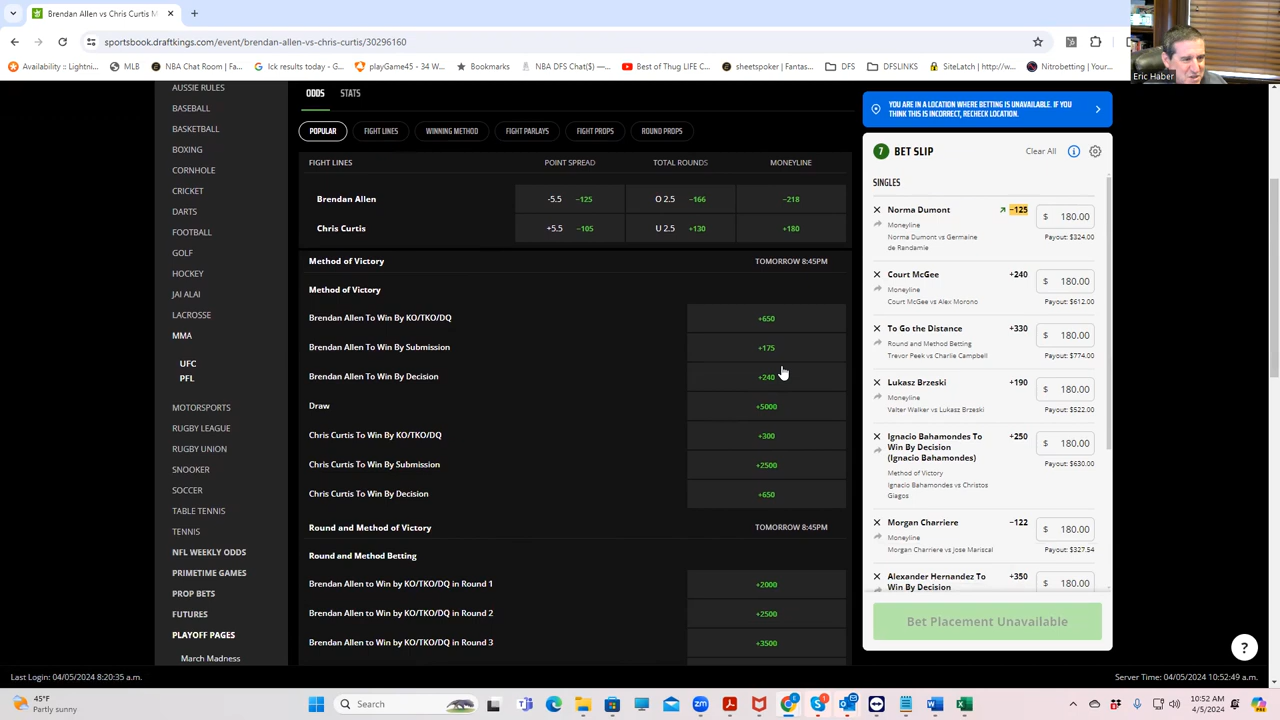 Brendan Allen vs Chris Curtis M
sportsbook.draftkings.com/event/brendan-allen-vs-chris-curtis/30296160
Availability :: Lightni...
MLB
NBA Chat Room - Fa...
Ick results today - G...
playGame45 - 34 W...
NBA DFS Chat($) -...
Best of Thug LIFE C...
sheetspoker | Fantas...
DFS
DFSLINKS
SiteLatch | http://w...
Nitrobetting | Your...
Eric Haber
AUSSIE RULES
BASEBALL
BASKETBALL
BOXING
CORNHOLE
CRICKET
DARTS
FOOTBALL
GOLF
HOCKEY
JAI ALAI
LACROSSE
MMA
UFC
PFL
MOTORSPORTS
RUGBY LEAGUE
RUGBY UNION
SNOOKER
SOCCER
TABLE TENNIS
TENNIS
NFL WEEKLY ODDS
PRIMETIME GAMES
PROP BETS
FUTURES
PLAYOFF PAGES
March Madness
ODDS STATS
POPULAR FIGHT LINES WINNING METHOD FIGHT PARLAYS FIGHT PROPS ROUND PROPS
FIGHT LINES POINT SPREAD TOTAL ROUNDS MONEYLINE
Brendan Allen -5.5 −125 O 2.5 −166 −218
Chris Curtis -5.5 −105 U 2.5 +130 +180
Method of Victory TOMORROW 8:45PM
Method of Victory
Brendan Allen To Win By KO/TKO/DQ +650
Brendan Allen To Win By Submission +175
Brendan Allen To Win By Decision +240
Draw +5000
Chris Curtis To Win By KO/TKO/DQ +300
Chris Curtis To Win By Submission +2500
Chris Curtis To Win By Decision +650
Round and Method of Victory TOMORROW 8:45PM
Round and Method Betting
Brendan Allen to Win by KO/TKO/DQ in Round 1 +2000
Brendan Allen to Win by KO/TKO/DQ in Round 2 +2500
Brendan Allen to Win by KO/TKO/DQ in Round 3 +3500
YOU ARE IN A LOCATION WHERE BETTING IS UNAVAILABLE. IF YOU
THINK THIS IS INCORRECT, RECHECK LOCATION.
7 BET SLIP Clear All
SINGLES
Norma Dumont −125 $ 180.00
Moneyline
Norma Dumont vs Germaine Payout: $324.00
de Randamie
Court McGee +240 $ 180.00
Moneyline
Court McGee vs Alex Morono Payout: $612.00
To Go the Distance +330 $ 180.00
Round and Method Betting
Trevor Peek vs Charlie Campbell Payout: $774.00
Lukasz Brzeski +190 $ 180.00
Moneyline
Valter Walker vs Lukasz Brzeski Payout: $522.00
Ignacio Bahamondes To +250 $ 180.00
Win By Decision
(Ignacio Bahamondes) Payout: $630.00
Method of Victory
Ignacio Bahamondes vs Christos
Giagos
Morgan Charriere −122 $ 180.00
Moneyline
Morgan Charriere vs Jose Mariscal Payout: $327.54
Alexander Hernandez To +350 $ 180.00
Win By Decision
Bet Placement Unavailable
?
Last Login: 04/05/2024 8:20:35 a.m.
Server Time: 04/05/2024 10:52:49 a.m.
45°F
Partly sunny
Search
10:52 AM
4/5/2024